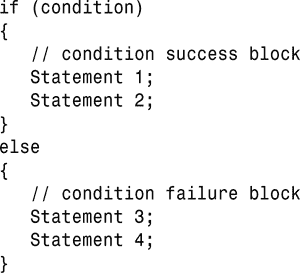 if (condition)
{
   // condition success block
   Statement 1;
   Statement 2;
}
else
{
   // condition failure block
   Statement 3;
   Statement 4;
}